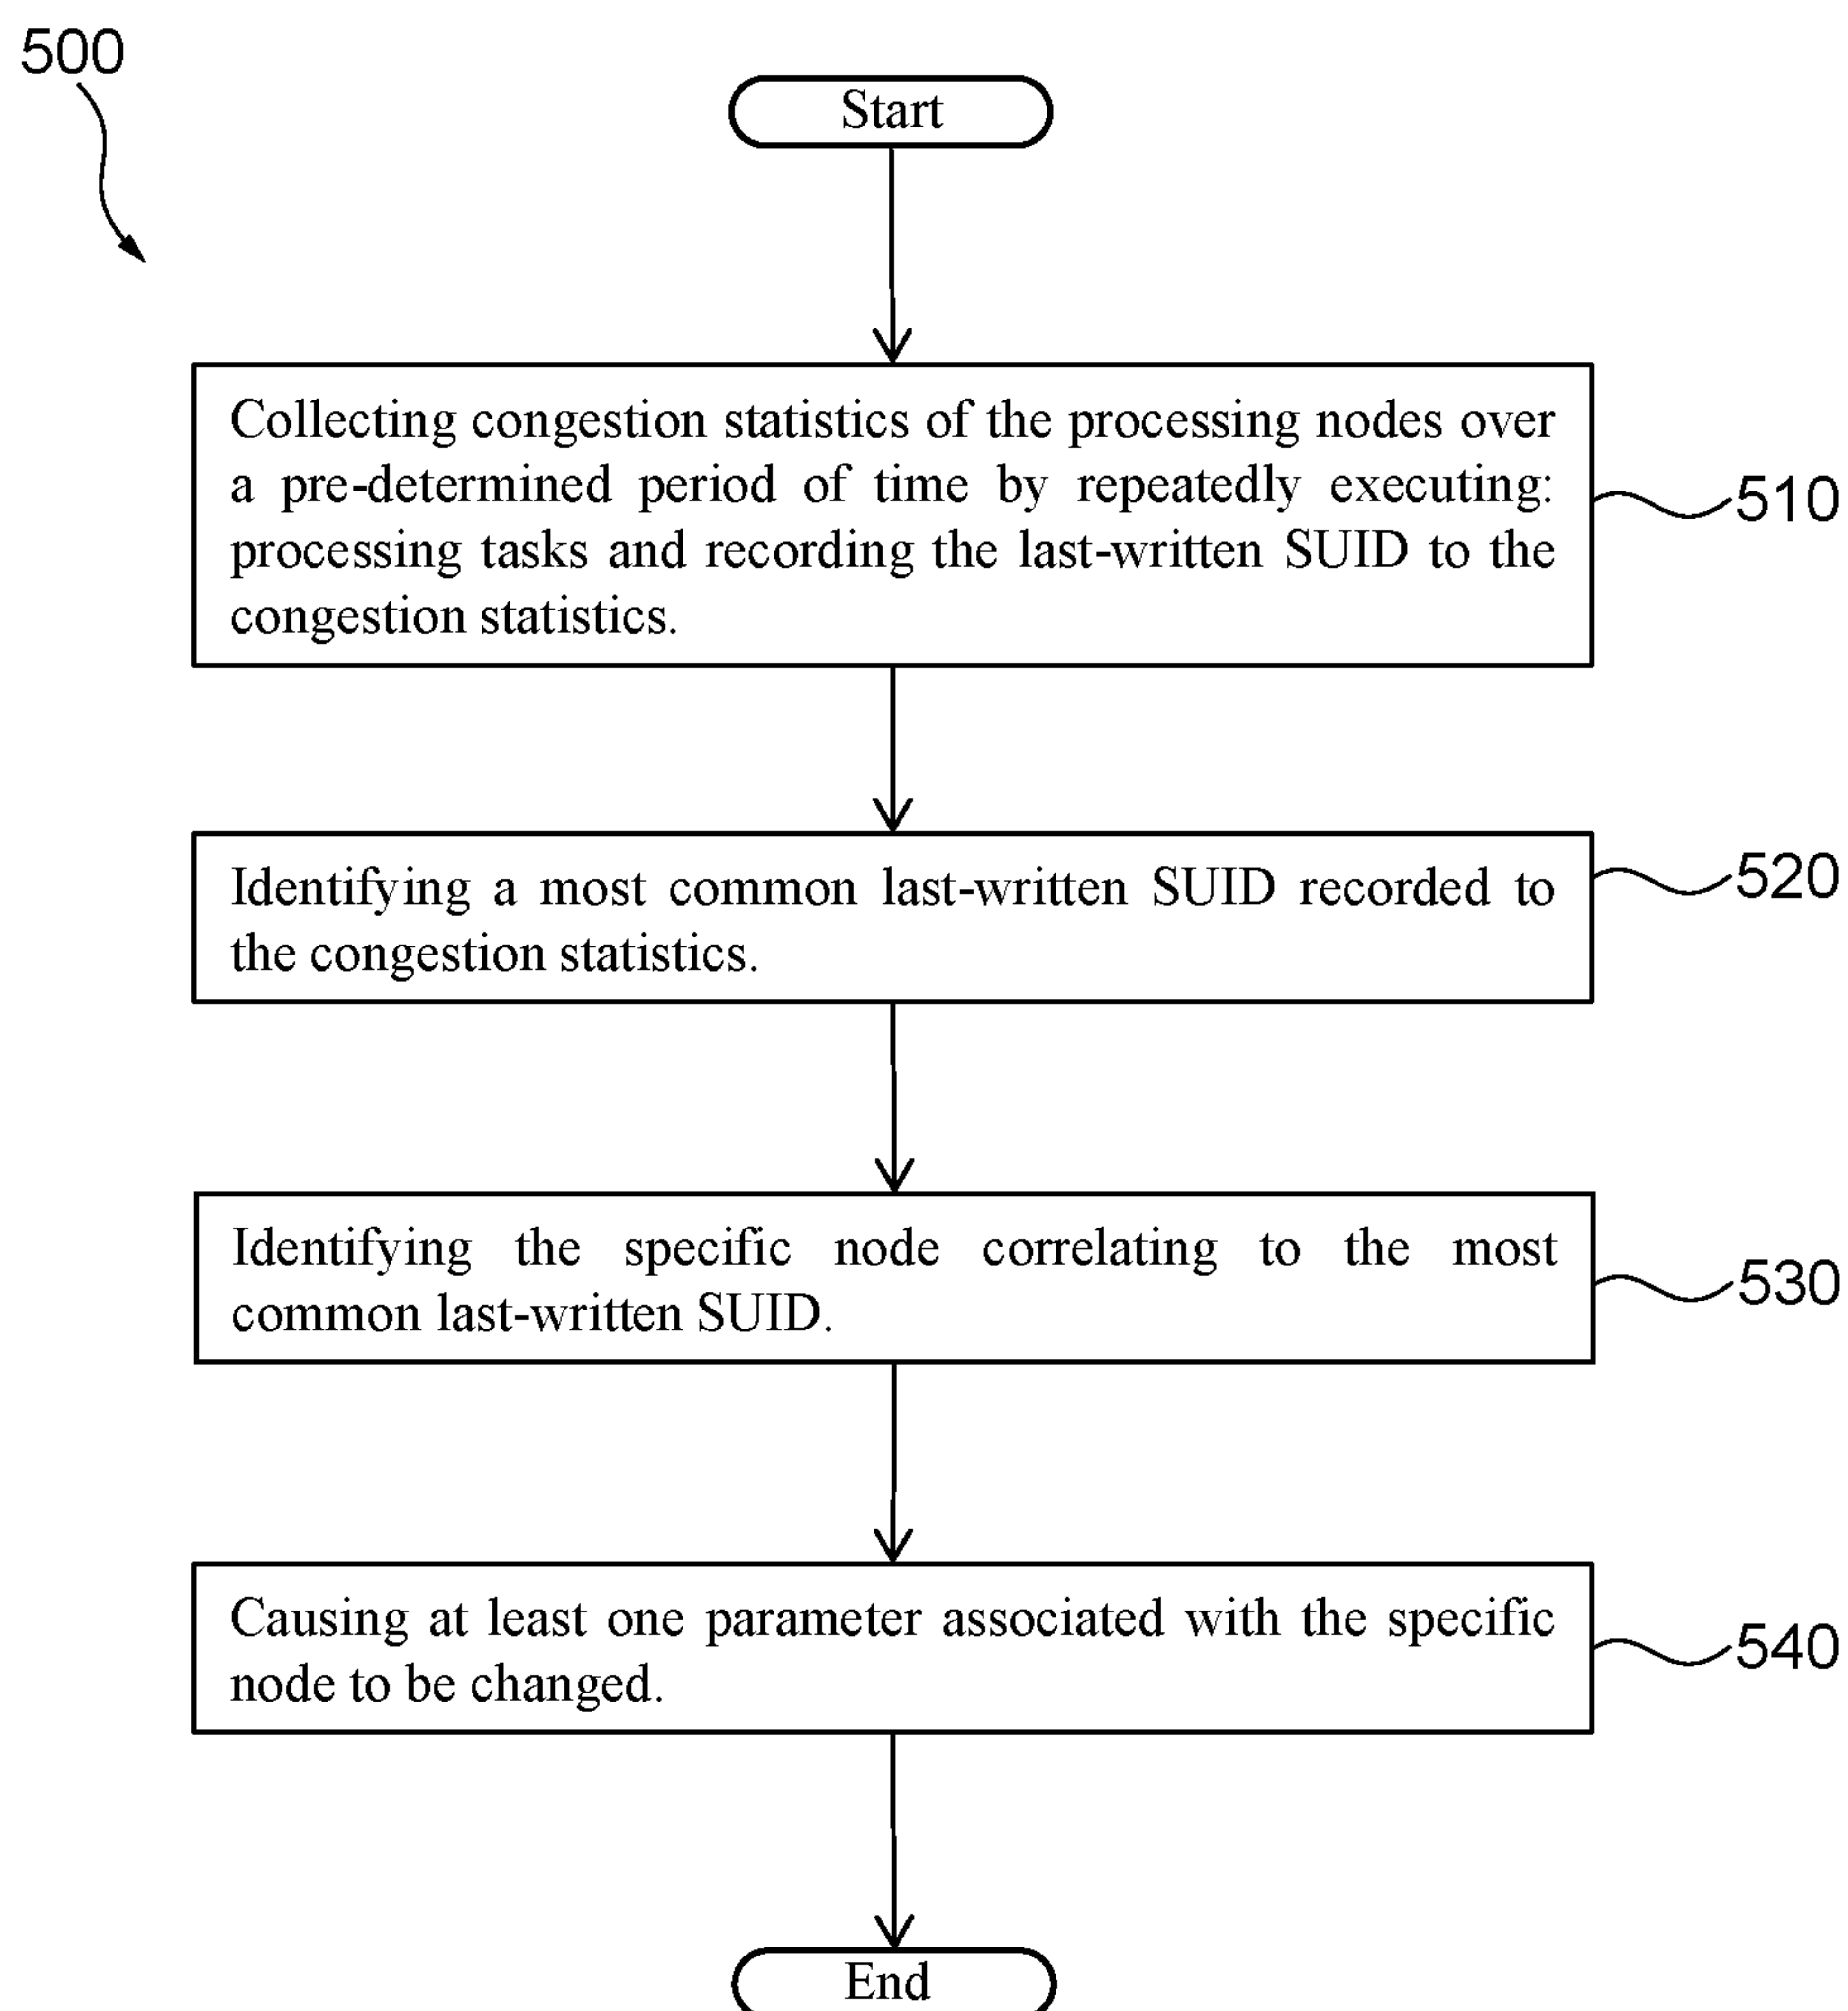 500
Start
Collecting congestion statistics of the processing nodes over
a pre-determined period of time by repeatedly executing:
processing tasks and recording the last-written SUID to the
congestion statistics.
510
Identifying a most common last-written SUID recorded to
the congestion statistics.
520
Identifying the specific node correlating to the most
common last-written SUID.
530
Causing at least one parameter associated with the specific
node to be changed.
540
End